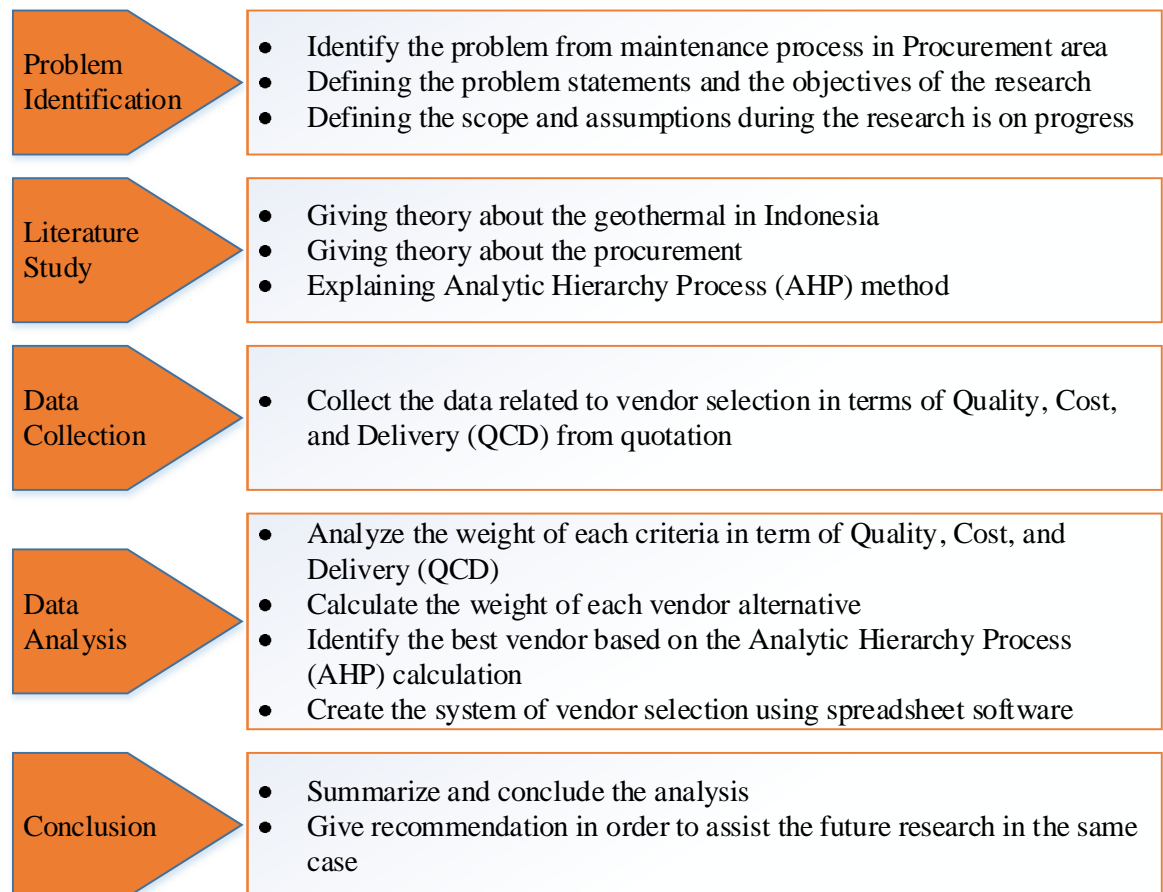 Problem
Identification
• Identify the problem from maintenance process in Procurement area
• Defining the problem statements and the objectives of the research
• Defining the scope and assumptions during the research is on progress
Literature
Study
• Giving theory about the geothermal in Indonesia
• Giving theory about the procurement
• Explaining Analytic Hierarchy Process (AHP) method
Data
Collection
• Collect the data related to vendor selection in terms of Quality, Cost,
and Delivery (QCD) from quotation
Data
Analysis
• Analyze the weight of each criteria in term of Quality, Cost, and
Delivery (QCD)
• Calculate the weight of each vendor alternative
• Identify the best vendor based on the Analytic Hierarchy Process
(AHP) calculation
• Create the system of vendor selection using spreadsheet software
Conclusion
• Summarize and conclude the analysis
• Give recommendation in order to assist the future research in the same
case